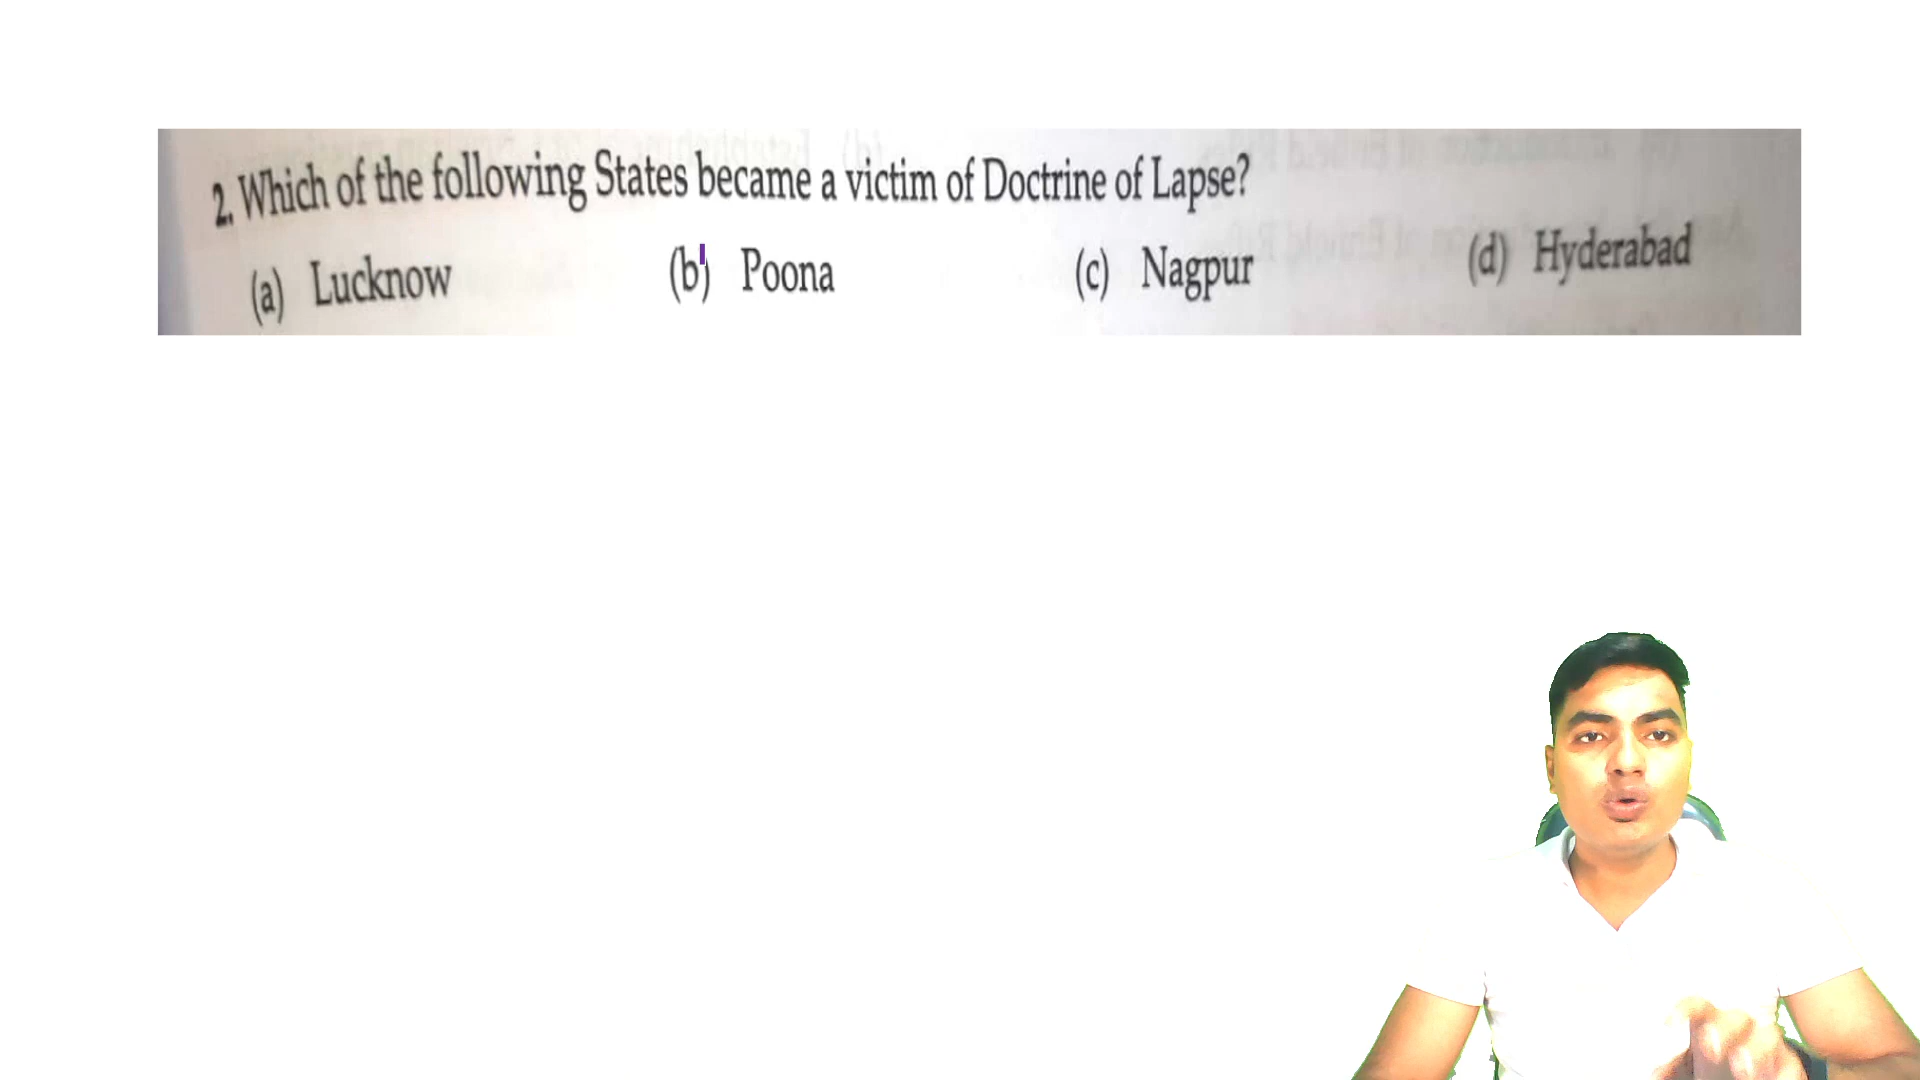 2. Which of the following States became a victim of Doctrine of Lapse?
(a) Lucknow (b) Poona (c) Nagpur (d) Hyderabad